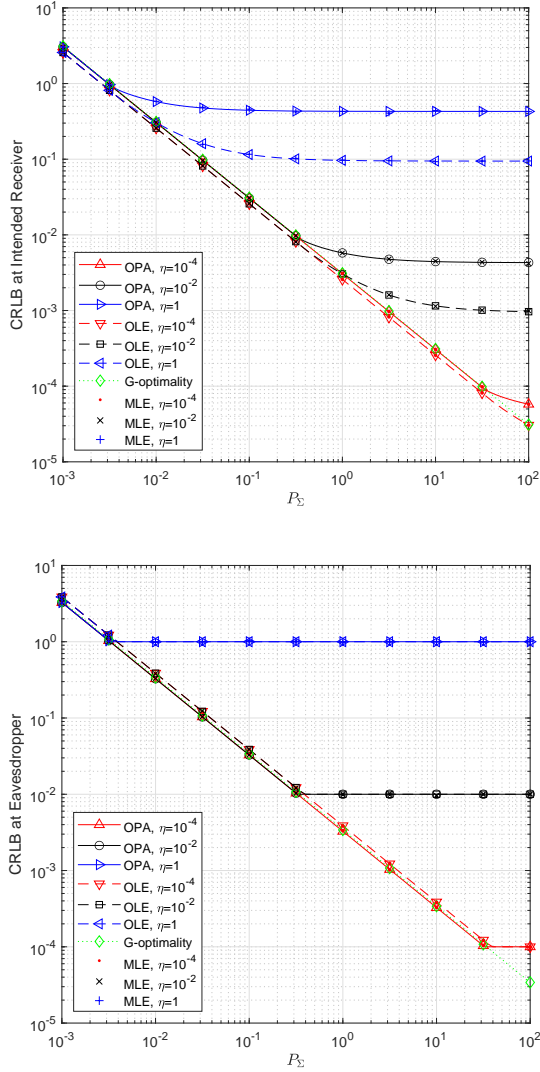 10^1
10^0
10^-1
10^-2
10^-3
10^-4
10^-5
CRLB at Intended Receiver
OPA, η=10^-4
OPA, η=10^-2
OPA, η=1
OLE, η=10^-4
OLE, η=10^-2
OLE, η=1
G-optimality
MLE, η=10^-4
MLE, η=10^-2
MLE, η=1
10^-3 10^-2 10^-1 10^0 10^1 10^2
P_Σ
10^1
10^0
10^-1
10^-2
10^-3
10^-4
10^-5
CRLB at Eavesdropper
OPA, η=10^-4
OPA, η=10^-2
OPA, η=1
OLE, η=10^-4
OLE, η=10^-2
OLE, η=1
G-optimality
MLE, η=10^-4
MLE, η=10^-2
MLE, η=1
10^-3 10^-2 10^-1 10^0 10^1 10^2
P_Σ